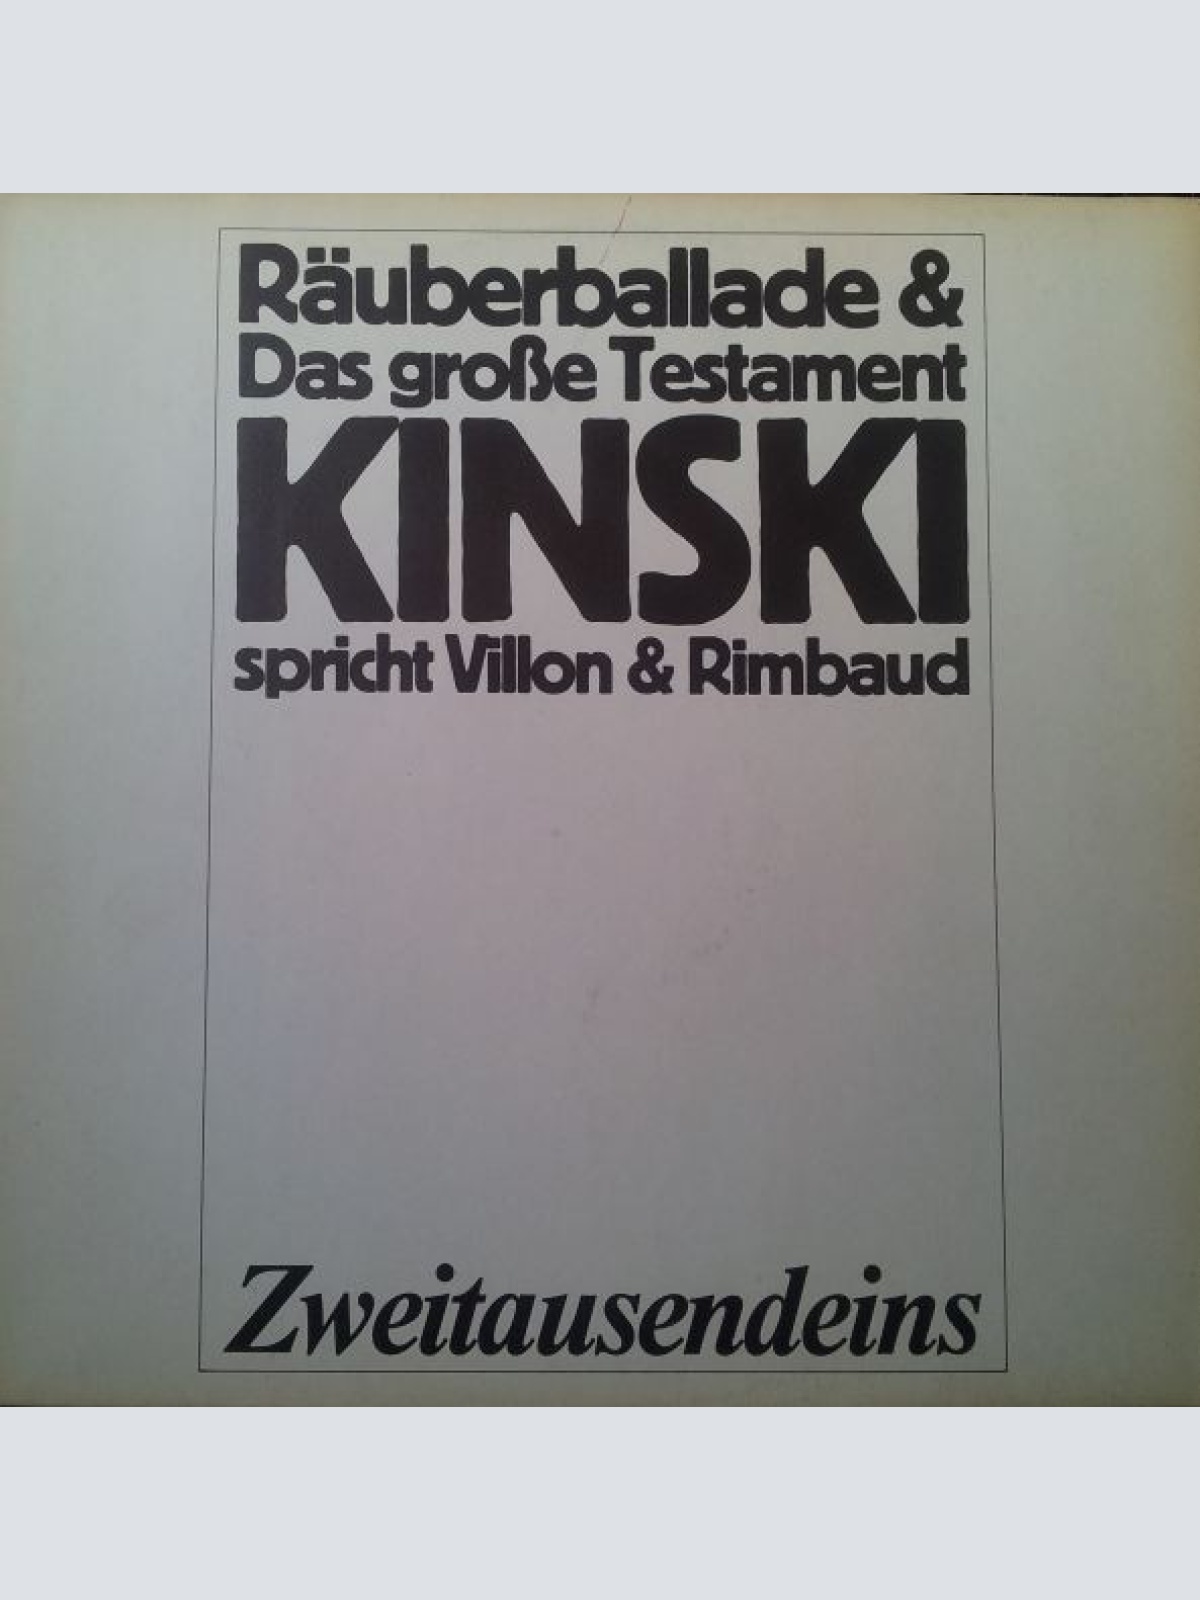 Räuberballade &
Das große Testament
KINSKI
spricht Villon & Rimbaud
Zweitausendeins